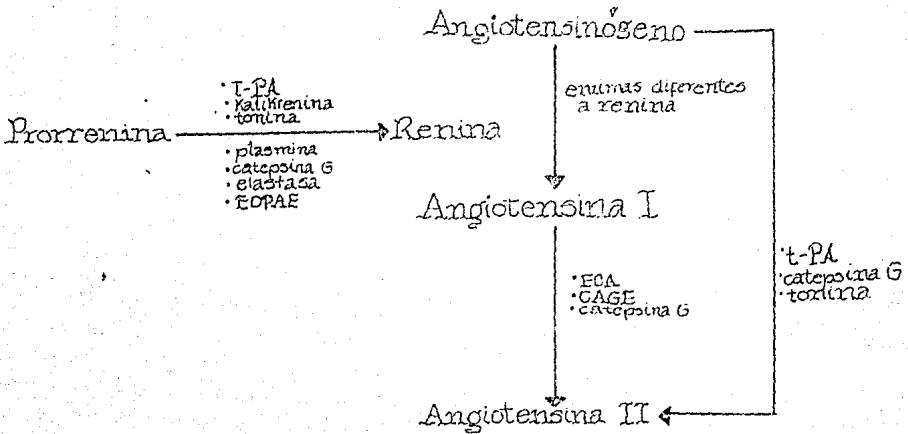 Angiotensinógeno
• T-PA
• Kalikrenina
• tonina
enzimas diferentes
a renina
Prorrenina
Renina
• plasmina
• catepsina G
• elastasa
• EOPAE
Angiotensina I
• t-PA
• catepsina G
• tonina
• ECA
• CAGE
• catepsina G
Angiotensina II